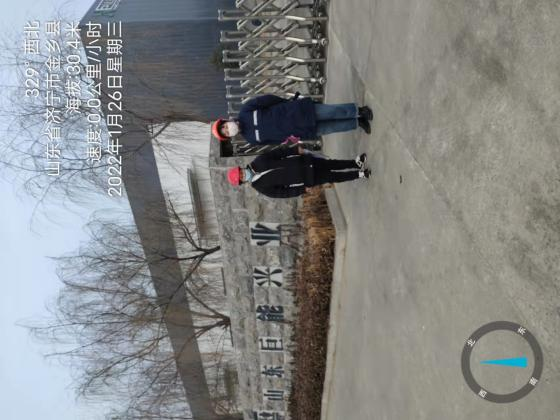 329° 西北
山东省济宁市金乡县
海拔:30.4米
速度:0.0公里/小时
2022年1月26日星期三
山东巨能兴业
北
东
南
西